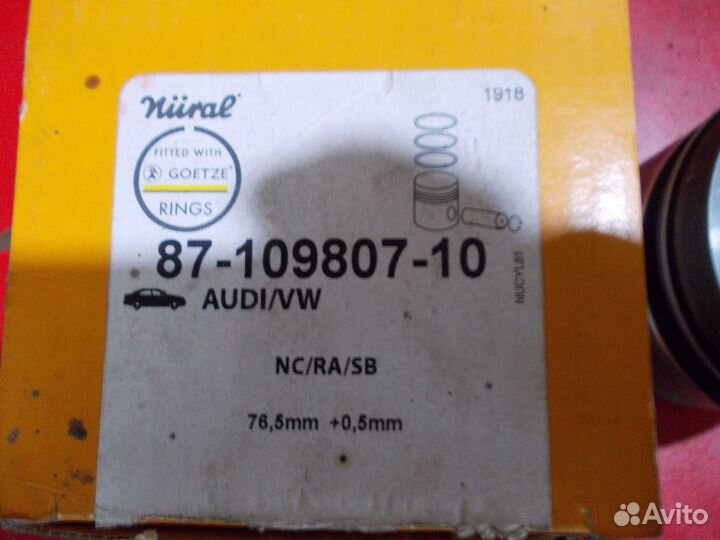 Nüral
1918
FITTED WITH
GOETZE
RINGS
87-109807-10
AUDI/VW
NUCYL81
NC/RA/SB
76,5mm +0,5mm
Avito